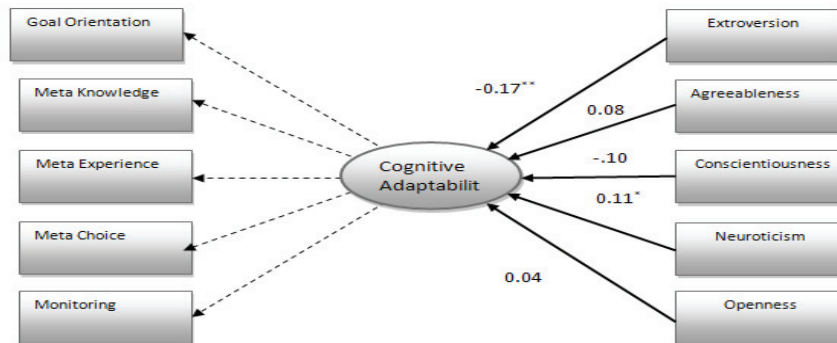 Goal Orientation
Meta Knowledge
Meta Experience
Meta Choice
Monitoring
Cognitive
Adaptabilit
-0.17**
0.08
-.10
0.11*
0.04
Extroversion
Agreeableness
Conscientiousness
Neuroticism
Openness